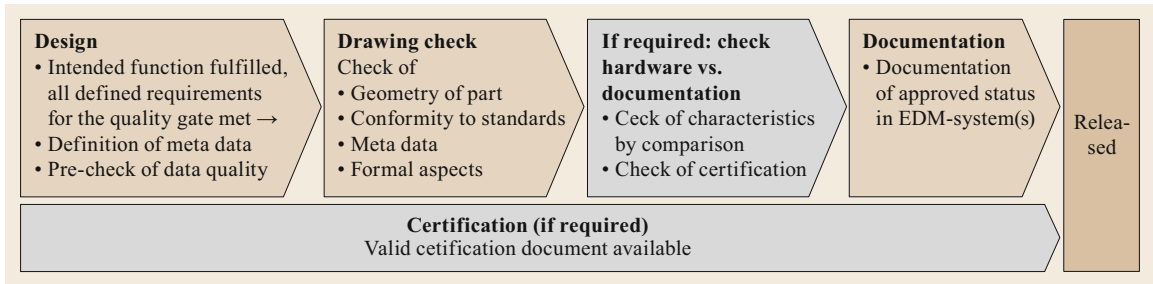 Design
• Intended function fulfilled,
all defined requirements
for the quality gate met →
• Definition of meta data
• Pre-check of data quality
Drawing check
Check of
• Geometry of part
• Conformity to standards
• Meta data
• Formal aspects
If required: check
hardware vs.
documentation
• Ceck of characteristics
by comparison
• Check of certification
Documentation
• Documentation
of approved status
in EDM-system(s)
Relea-
sed
Certification (if required)
Valid cetification document available